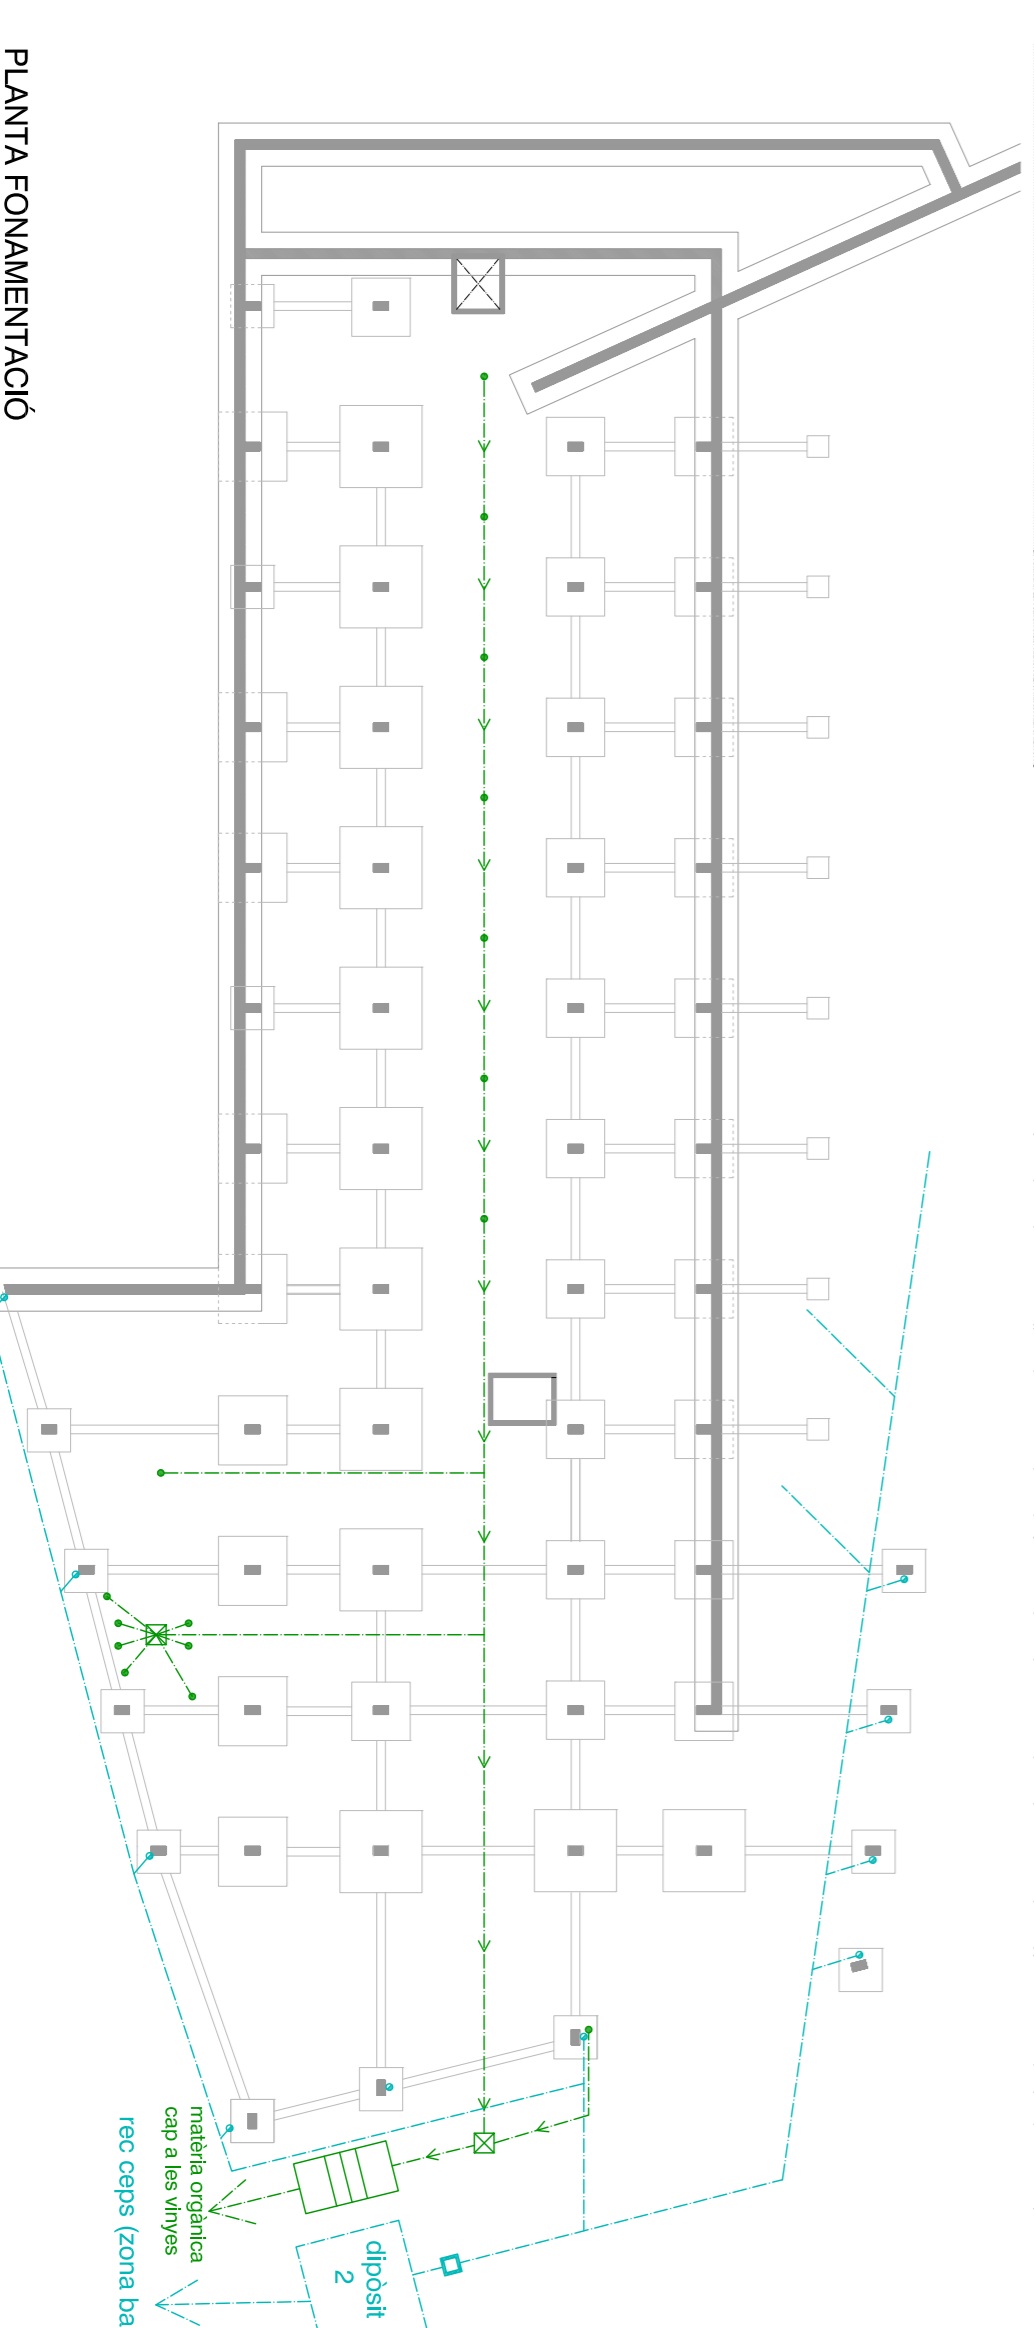 PLANTA FONAMENTACIÓ
matèria orgànica
cap a les vinyes
rec ceps (zona ba
dipòsit
2